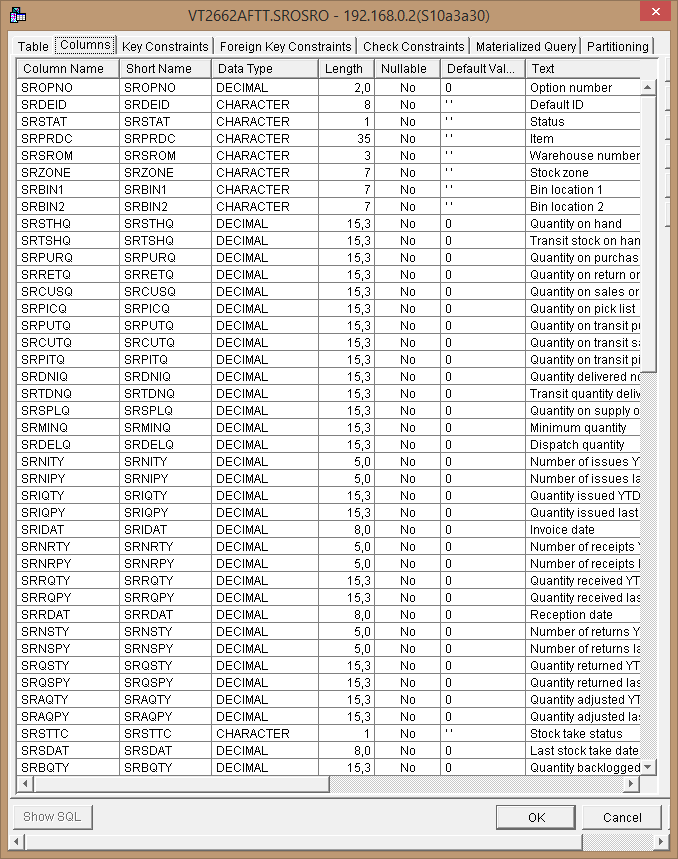 VT2662AFTT.SROSRO - 192.168.0.2(S10a3a30)
Table Columns Key Constraints Foreign Key Constraints Check Constraints Materialized Query Partitioning
Column Name Short Name Data Type Length Nullable Default Val... Text
SROPNO SROPNO DECIMAL 2,0 No 0 Option number
SRDEID SRDEID CHARACTER 8 No ' ' Default ID
SRSTAT SRSTAT CHARACTER 1 No ' ' Status
SRPRDC SRPRDC CHARACTER 35 No ' ' Item
SRSROM SRSROM CHARACTER 3 No ' ' Warehouse number
SRZONE SRZONE CHARACTER 7 No ' ' Stock zone
SRBIN1 SRBIN1 CHARACTER 7 No ' ' Bin location 1
SRBIN2 SRBIN2 CHARACTER 7 No ' ' Bin location 2
SRSTHQ SRSTHQ DECIMAL 15,3 No 0 Quantity on hand
SRTSHQ SRTSHQ DECIMAL 15,3 No 0 Transit stock on han
SRPURQ SRPURQ DECIMAL 15,3 No 0 Quantity on purchas
SRRETQ SRRETQ DECIMAL 15,3 No 0 Quantity on return or
SRCUSQ SRCUSQ DECIMAL 15,3 No 0 Quantity on sales or
SRPICQ SRPICQ DECIMAL 15,3 No 0 Quantity on pick list
SRPUTQ SRPUTQ DECIMAL 15,3 No 0 Quantity on transit pu
SRCUTQ SRCUTQ DECIMAL 15,3 No 0 Quantity on transit sa
SRPITQ SRPITQ DECIMAL 15,3 No 0 Quantity on transit pi
SRDNIQ SRDNIQ DECIMAL 15,3 No 0 Quantity delivered no
SRTDNQ SRTDNQ DECIMAL 15,3 No 0 Transit quantity deliv
SRSPLQ SRSPLQ DECIMAL 15,3 No 0 Quantity on supply o
SRMINQ SRMINQ DECIMAL 15,3 No 0 Minimum quantity
SRDELQ SRDELQ DECIMAL 15,3 No 0 Dispatch quantity
SRNITY SRNITY DECIMAL 5,0 No 0 Number of issues YT
SRNIPY SRNIPY DECIMAL 5,0 No 0 Number of issues la
SRIQTY SRIQTY DECIMAL 15,3 No 0 Quantity issued YTD
SRIQPY SRIQPY DECIMAL 15,3 No 0 Quantity issued last
SRIDAT SRIDAT DECIMAL 8,0 No 0 Invoice date
SRNRTY SRNRTY DECIMAL 5,0 No 0 Number of receipts Y
SRNRPY SRNRPY DECIMAL 5,0 No 0 Number of receipts l
SRRQTY SRRQTY DECIMAL 15,3 No 0 Quantity received YT
SRRQPY SRRQPY DECIMAL 15,3 No 0 Quantity received las
SRRDAT SRRDAT DECIMAL 8,0 No 0 Reception date
SRNSTY SRNSTY DECIMAL 5,0 No 0 Number of returns Y
SRNSPY SRNSPY DECIMAL 5,0 No 0 Number of returns la
SRQSTY SRQSTY DECIMAL 15,3 No 0 Quantity returned YT
SRQSPY SRQSPY DECIMAL 15,3 No 0 Quantity returned las
SRAQTY SRAQTY DECIMAL 15,3 No 0 Quantity adjusted YT
SRAQPY SRAQPY DECIMAL 15,3 No 0 Quantity adjusted las
SRSTTC SRSTTC CHARACTER 1 No ' ' Stock take status
SRSDAT SRSDAT DECIMAL 8,0 No 0 Last stock take date
SRBQTY SRBQTY DECIMAL 15,3 No 0 Quantity backlogged
Show SQL OK Cancel